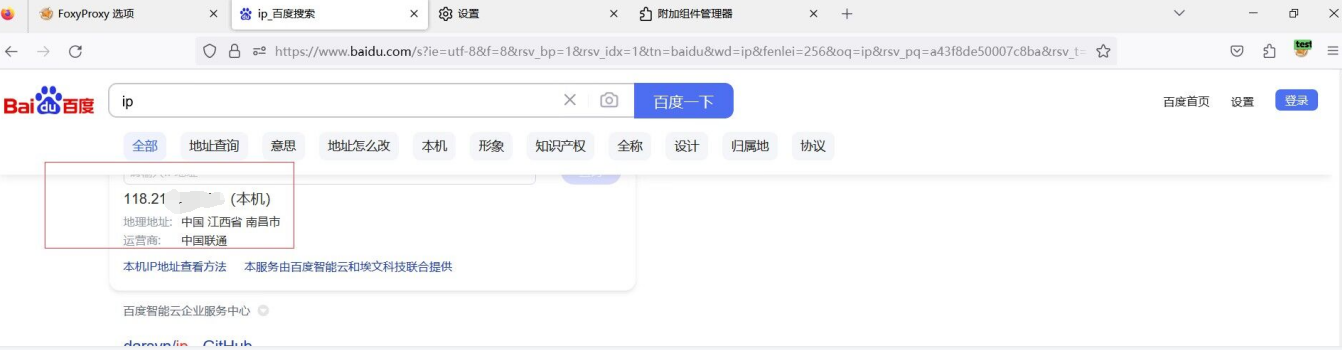 FoxyProxy 选项
ip_百度搜索
设置
附加组件管理器
https://www.baidu.com/s?ie=utf-8&f=8&rsv_bp=1&rsv_idx=1&tn=baidu&wd=ip&fenlei=256&oq=ip&rsv_pq=a43f8de50007c8ba&rsv_t=
test
Bai du 百度
ip
百度一下
百度首页 设置 登录
全部 地址查询 意思 地址怎么改 本机 形象 知识产权 全称 设计 归属地 协议
118.21 (本机)
地理地址: 中国 江西省 南昌市
运营商: 中国联通
本机IP地址查看方法 本服务由百度智能云和埃文科技联合提供
百度智能云企业服务中心